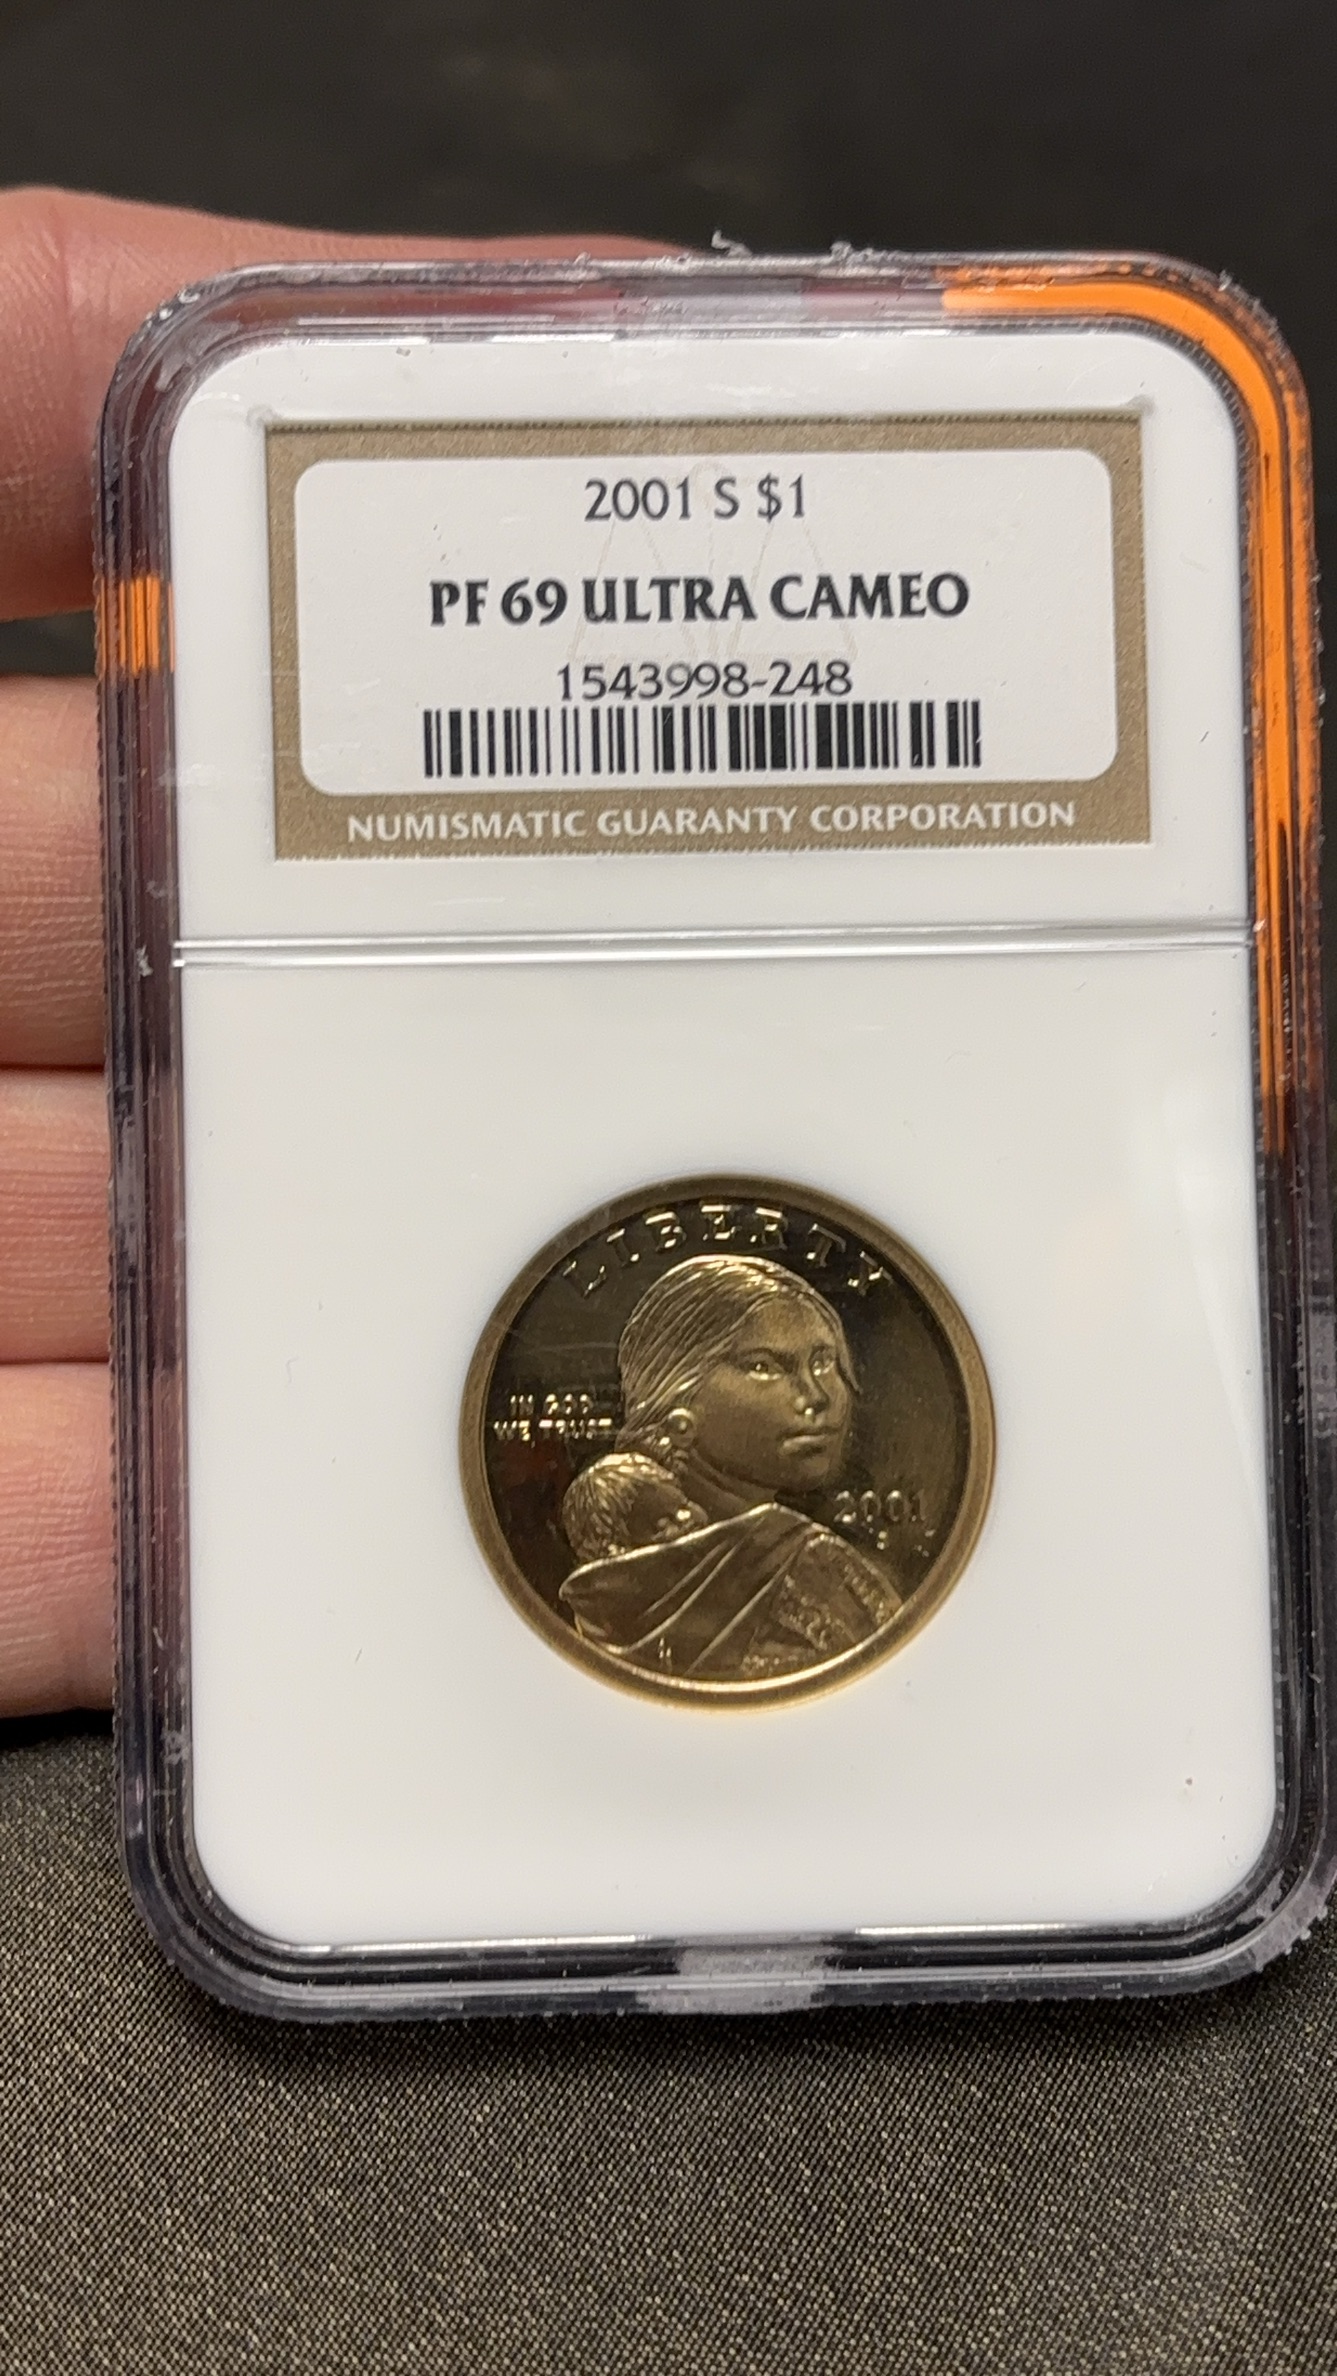 2001 S $1
PF 69 ULTRA CAMEO
1543998-248
NUMISMATIC GUARANTY CORPORATION
LIBERTY
IN GOD
WE TRUST
2001
S